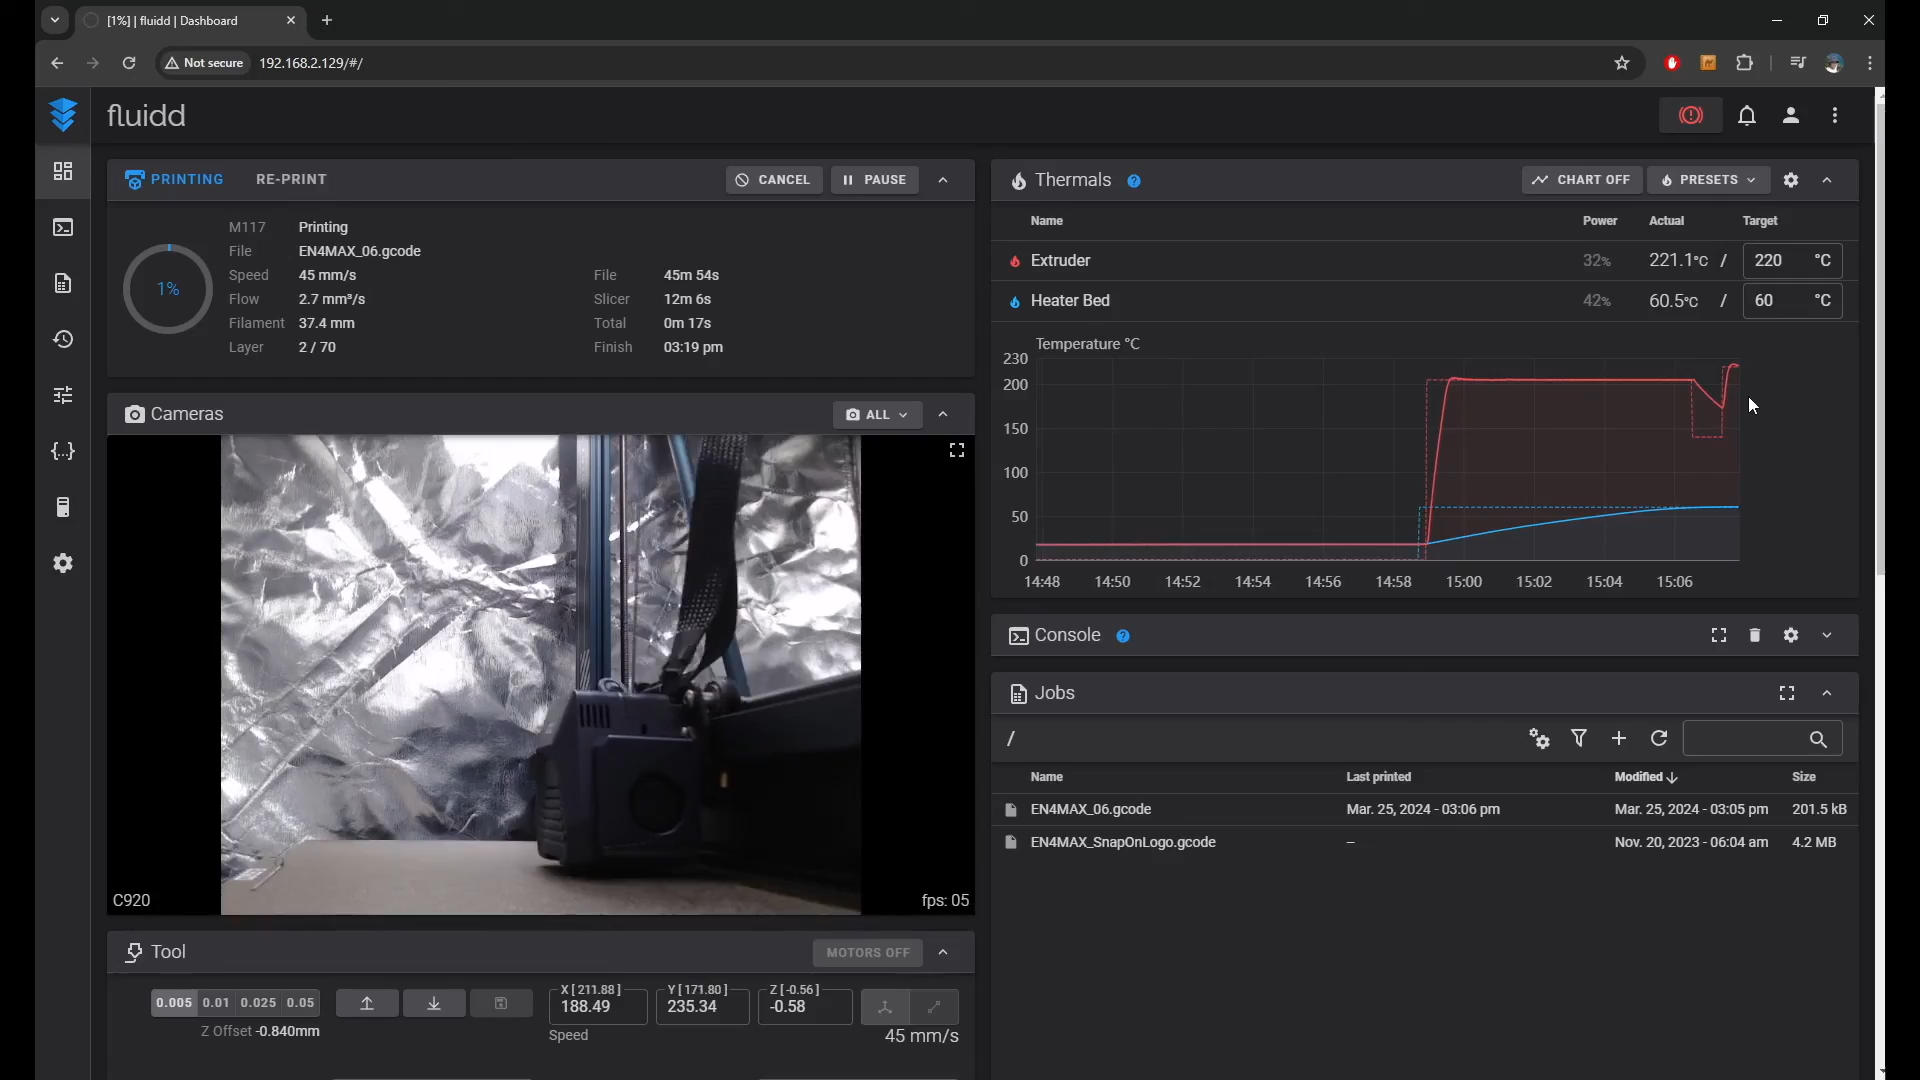 [1%] | fluidd | Dashboard
Not secure 192.168.2.129/#/
fluidd
PRINTING RE-PRINT CANCEL PAUSE
1%
M117 Printing
File EN4MAX_06.gcode
Speed 45 mm/s File 45m 54s
Flow 2.7 mm³/s Slicer 12m 6s
Filament 37.4 mm Total 0m 17s
Layer 2 / 70 Finish 03:19 pm
Cameras ALL
C920 fps: 05
Tool MOTORS OFF
0.005 0.01 0.025 0.05
Z Offset -0.840mm
X [ 211.88 ] Y [ 171.80 ] Z [ -0.56 ]
188.49 235.34 -0.58
Speed 45 mm/s
Thermals CHART OFF PRESETS
Name Power Actual Target
Extruder 32% 221.1°C / 220 °C
Heater Bed 42% 60.5°C / 60 °C
Temperature °C
230
200
150
100
50
0
14:48 14:50 14:52 14:54 14:56 14:58 15:00 15:02 15:04 15:06
Console
Jobs
/
Name Last printed Modified Size
EN4MAX_06.gcode Mar. 25, 2024 - 03:06 pm Mar. 25, 2024 - 03:05 pm 201.5 kB
EN4MAX_SnapOnLogo.gcode – Nov. 20, 2023 - 06:04 am 4.2 MB